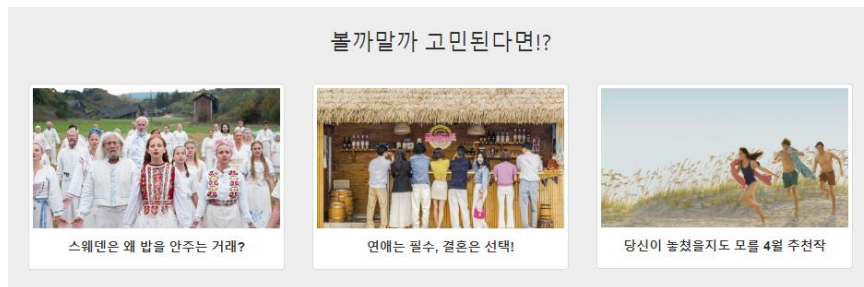 볼까말까 고민된다면!?
스웨덴은 왜 밥을 안주는 거래?
연애는 필수, 결혼은 선택!
당신이 놓쳤을지도 모를 4월 추천작